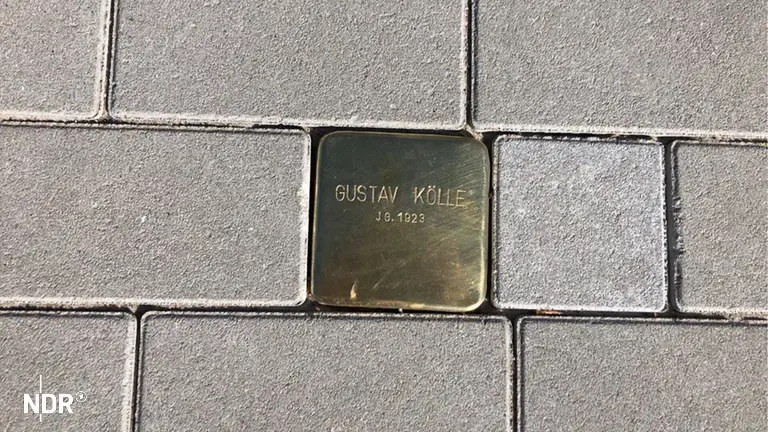 GUSTAV KÖLLE
JG. 1923
NDR